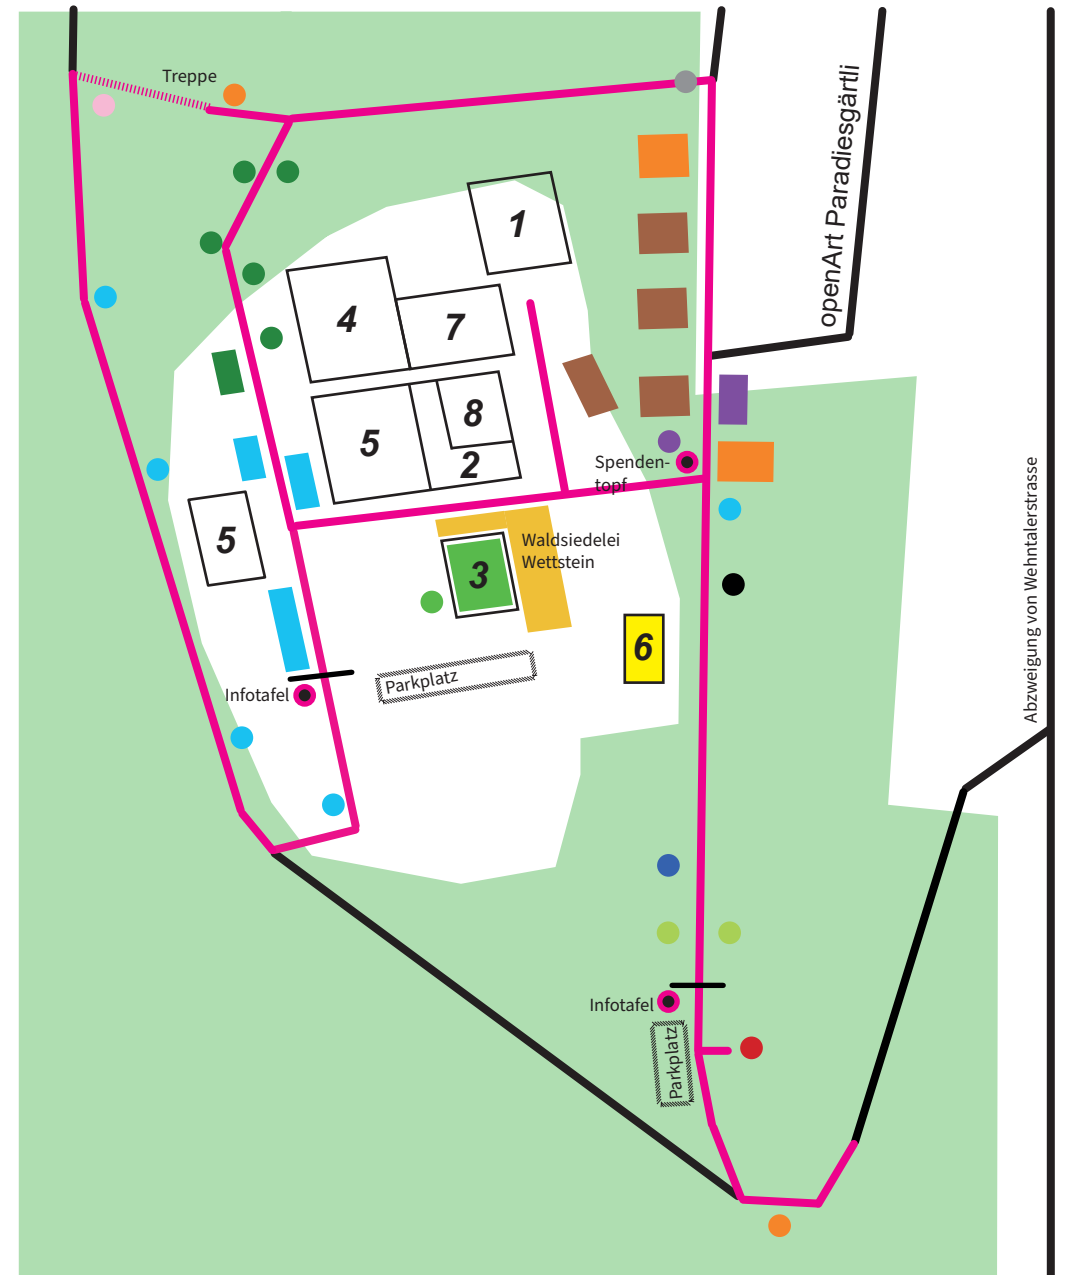 Treppe
openArt Paradiesgärtli
1
4
7
8
5
2
Spenden-
topf
5
Waldsiedelei
Wettstein
3
6
Parkplatz
Infotafel
Abzweigung von Wehntalerstrasse
Infotafel
Parkplatz